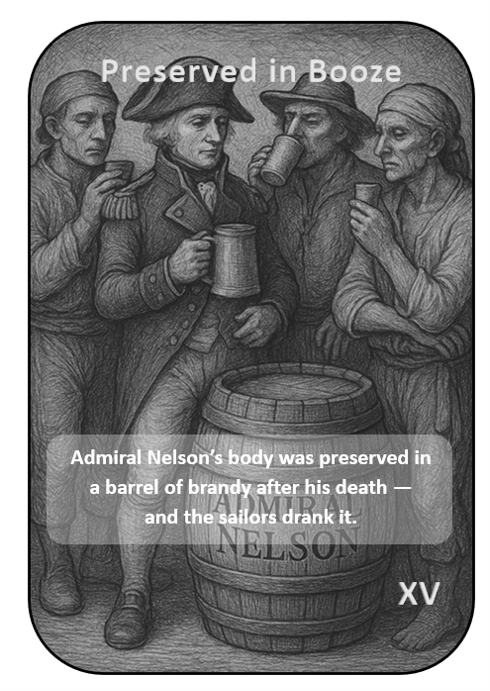 Preserved in Booze
Admiral Nelson’s body was preserved in
a barrel of brandy after his death —
and the sailors drank it.
ADMIRAL
NELSON
XV